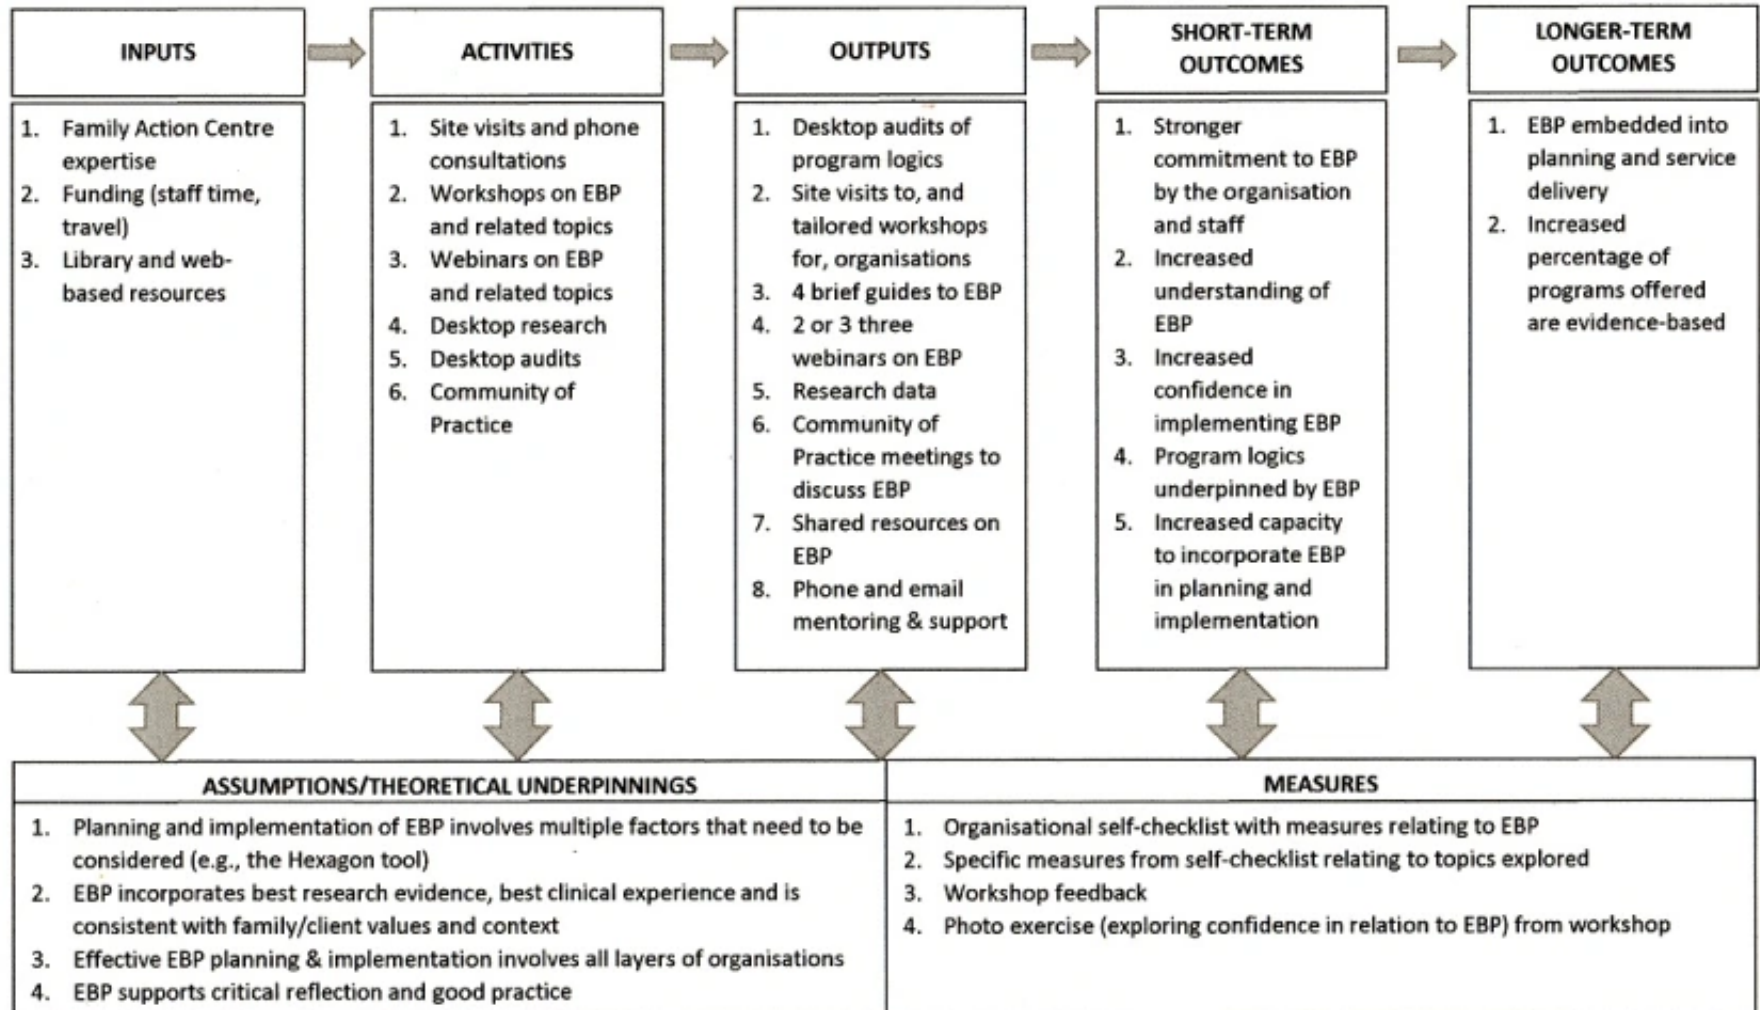 INPUTS
ACTIVITIES
OUTPUTS
SHORT-TERM
OUTCOMES
LONGER-TERM
OUTCOMES
1. Family Action Centre
expertise
2. Funding (staff time,
travel)
3. Library and web-
based resources
1. Site visits and phone
consultations
2. Workshops on EBP
and related topics
3. Webinars on EBP
and related topics
4. Desktop research
5. Desktop audits
6. Community of
Practice
1. Desktop audits of
program logics
2. Site visits to, and
tailored workshops
for, organisations
3. 4 brief guides to EBP
4. 2 or 3 three
webinars on EBP
5. Research data
6. Community of
Practice meetings to
discuss EBP
7. Shared resources on
EBP
8. Phone and email
mentoring & support
1. Stronger
commitment to EBP
by the organisation
and staff
2. Increased
understanding of
EBP
3. Increased
confidence in
implementing EBP
4. Program logics
underpinned by EBP
5. Increased capacity
to incorporate EBP
in planning and
implementation
1. EBP embedded into
planning and service
delivery
2. Increased
percentage of
programs offered
are evidence-based
ASSUMPTIONS/THEORETICAL UNDERPINNINGS
1. Planning and implementation of EBP involves multiple factors that need to be
considered (e.g., the Hexagon tool)
2. EBP incorporates best research evidence, best clinical experience and is
consistent with family/client values and context
3. Effective EBP planning & implementation involves all layers of organisations
4. EBP supports critical reflection and good practice
MEASURES
1. Organisational self-checklist with measures relating to EBP
2. Specific measures from self-checklist relating to topics explored
3. Workshop feedback
4. Photo exercise (exploring confidence in relation to EBP) from workshop